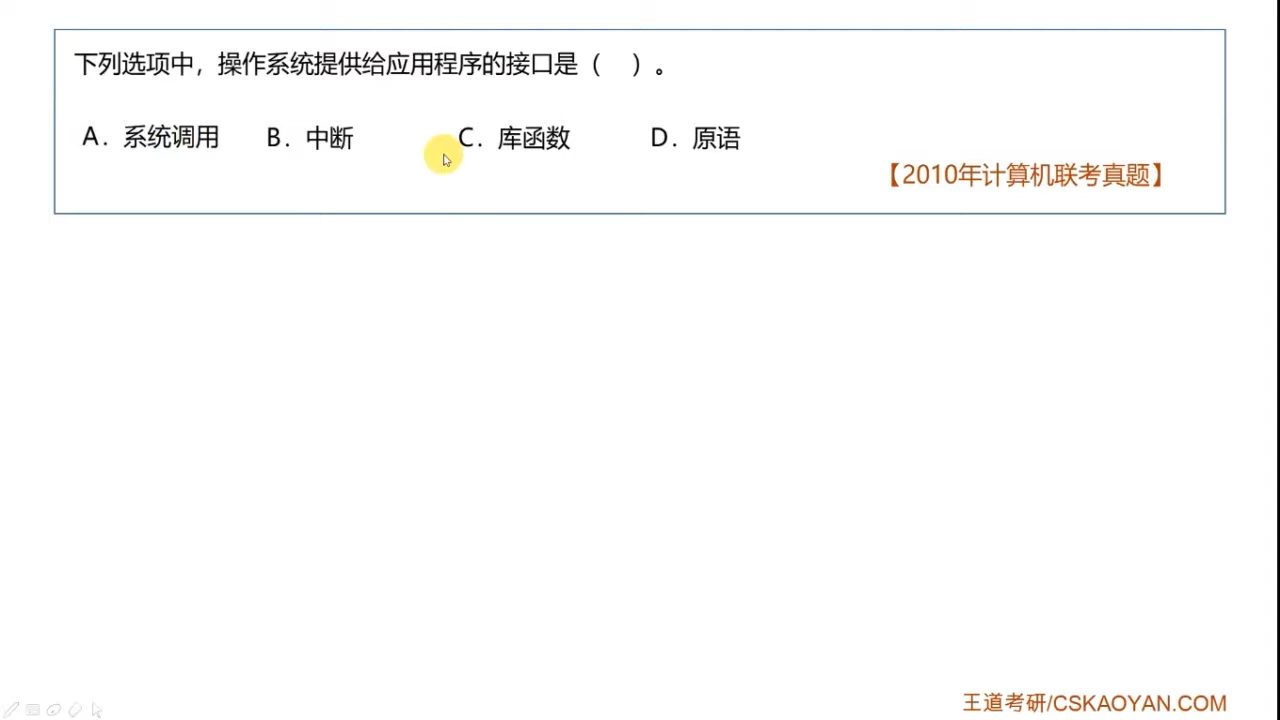 下列选项中，操作系统提供给应用程序的接口是（ ）。
A．系统调用 B．中断 C．库函数 D．原语
【2010年计算机联考真题】
王道考研/CSKAOYAN.COM